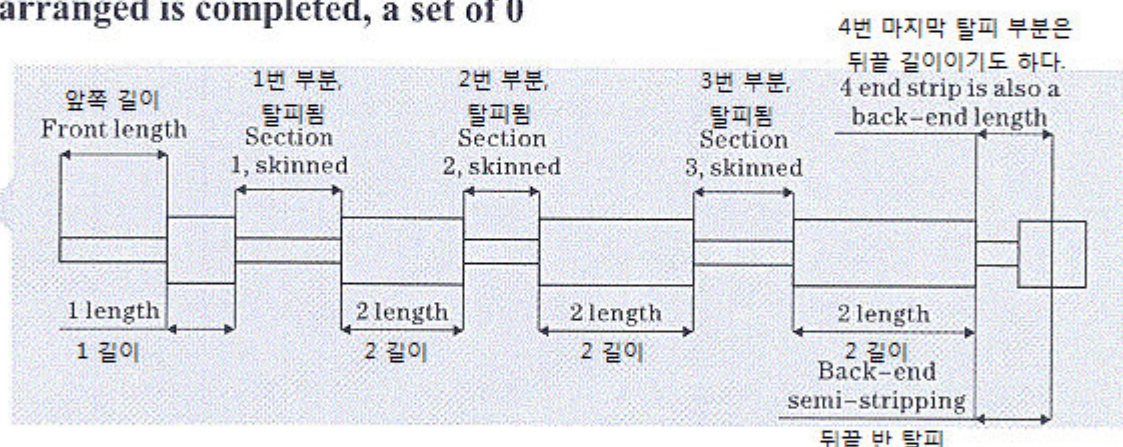 arranged is completed, a set of 0
앞쪽 길이
Front length
1번 부분,
탈피됨
Section
1, skinned
2번 부분,
탈피됨
Section
2, skinned
3번 부분,
탈피됨
Section
3, skinned
4번 마지막 탈피 부분은
뒤끝 길이이기도 하다.
4 end strip is also a
back-end length
1 length
1 길이
2 length
2 길이
2 length
2 길이
2 length
2 길이
Back-end
semi-stripping
뒤끝 반 탈피